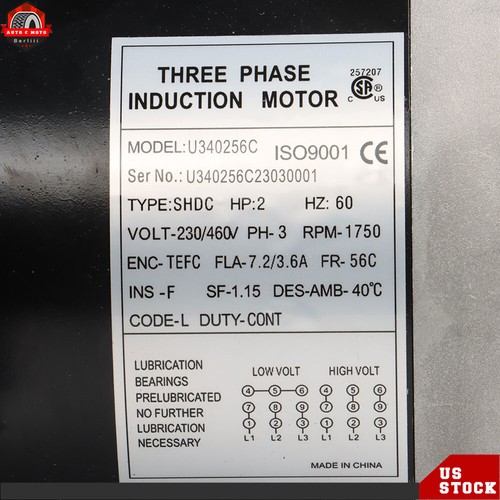 AUTO C MOTO
Berlitt
THREE PHASE
INDUCTION MOTOR
257207
C US
MODEL:U340256C ISO9001 CE
Ser No.:U340256C23030001
TYPE:SHDC HP:2 HZ: 60
VOLT-230/460V PH-3 RPM-1750
ENC-TEFC FLA-7.2/3.6A FR-56C
INS-F SF-1.15 DES-AMB-40℃
CODE-L DUTY-CONT
LUBRICATION
BEARINGS
PRELUBRICATED
NO FURTHER
LUBRICATION
NECESSARY
LOW VOLT HIGH VOLT
④ ⑤ ⑥ ④ ⑤ ⑥
⑦ ⑧ ⑨ ⑦ ⑧ ⑨
① ② ③ ① ② ③
L1 L2 L3 L1 L2 L3
MADE IN CHINA
US
STOCK